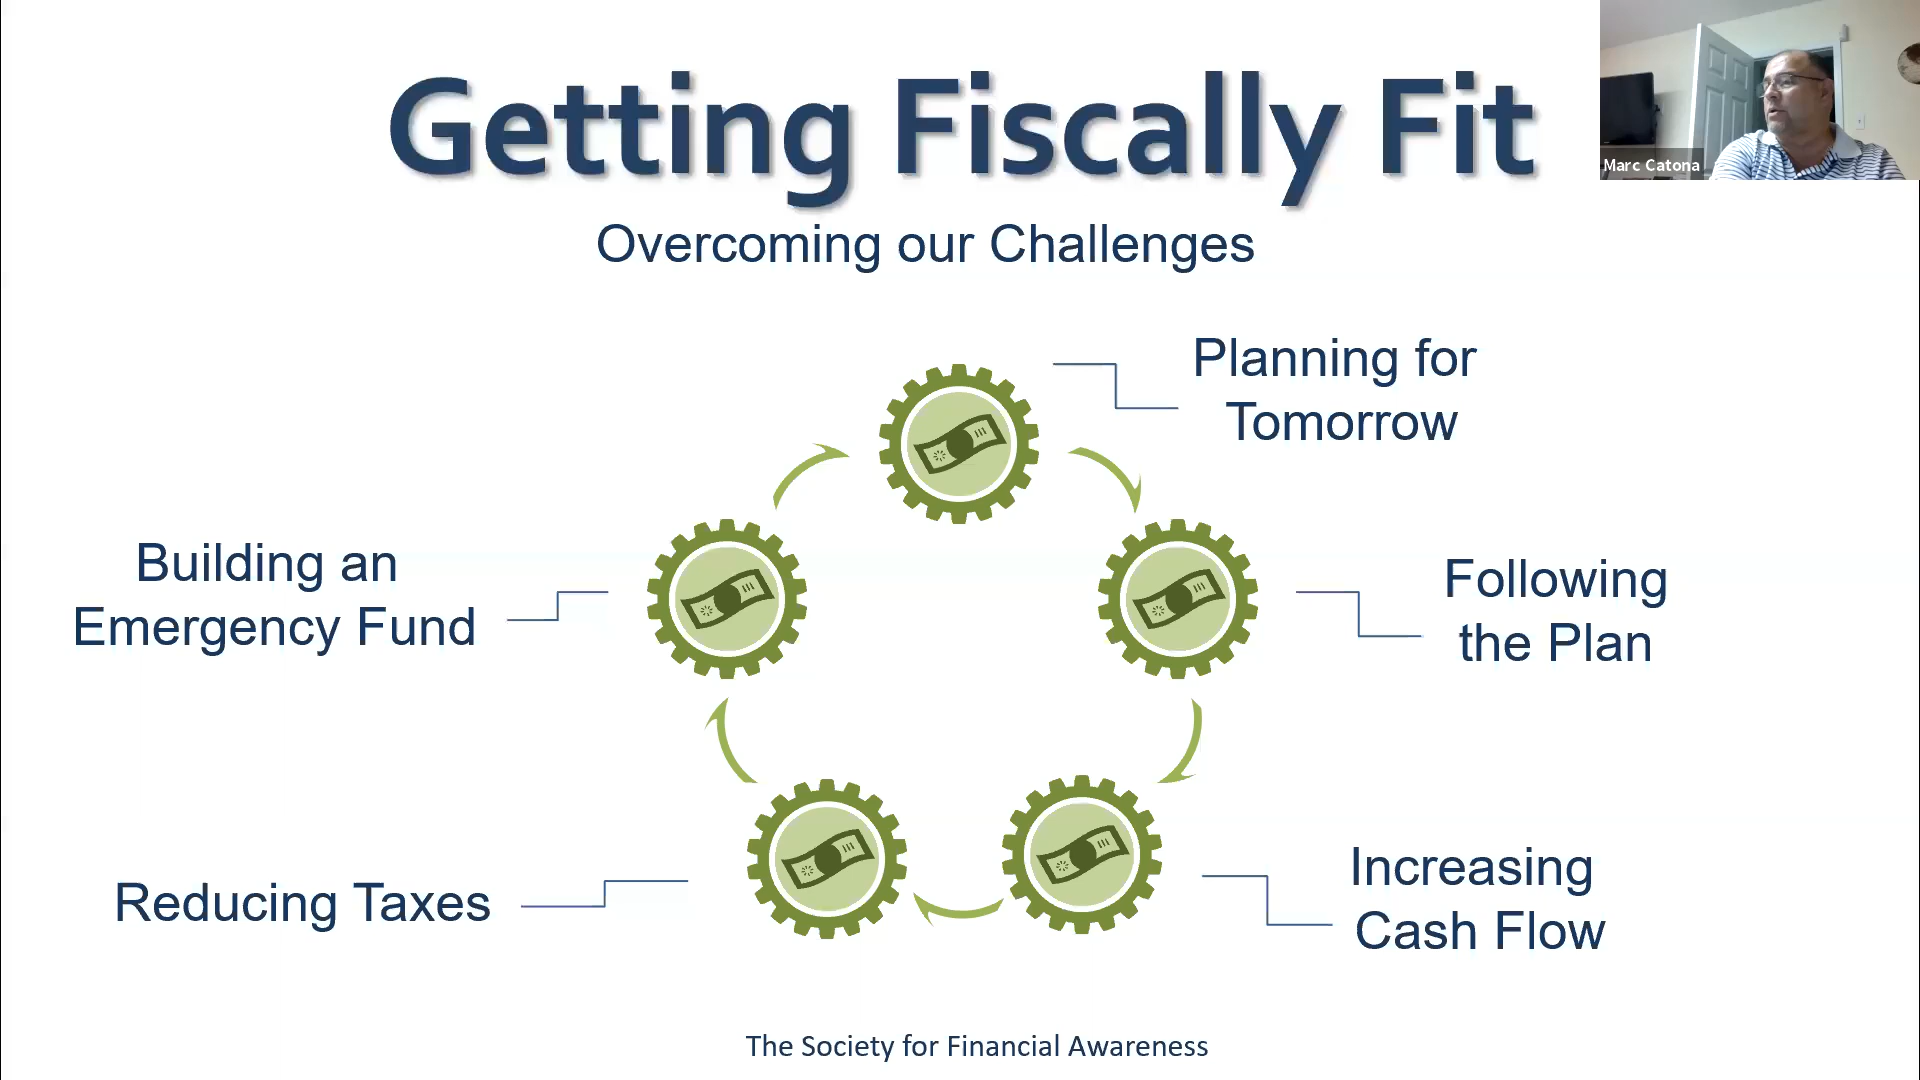 Getting Fiscally Fit
Marc Catona
Overcoming our Challenges
Planning for
Tomorrow
Building an
Emergency Fund
Following
the Plan
Reducing Taxes
Increasing
Cash Flow
The Society for Financial Awareness